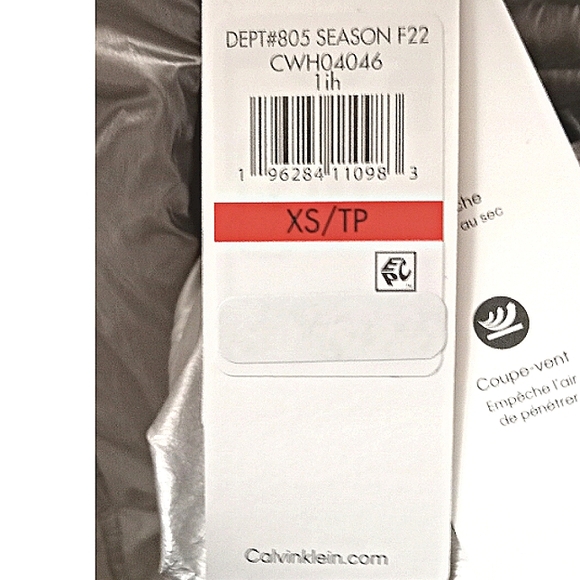 DEPT#805 SEASON F22
CWH04046
1ih
1 96284 11098 3
XS/TP
EPC
au sec
Coupe-vent
Empêche l'air
de pénétrer
Calvinklein.com